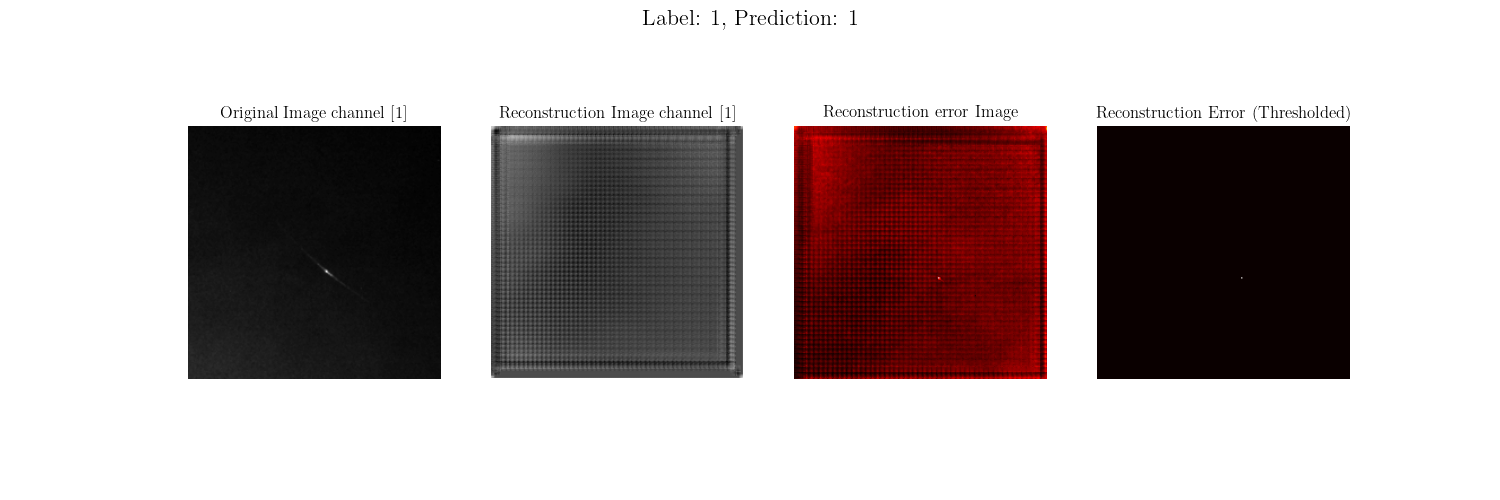 Label: 1, Prediction: 1
Original Image channel [1]
Reconstruction Image channel [1]
Reconstruction error Image
Reconstruction Error (Thresholded)